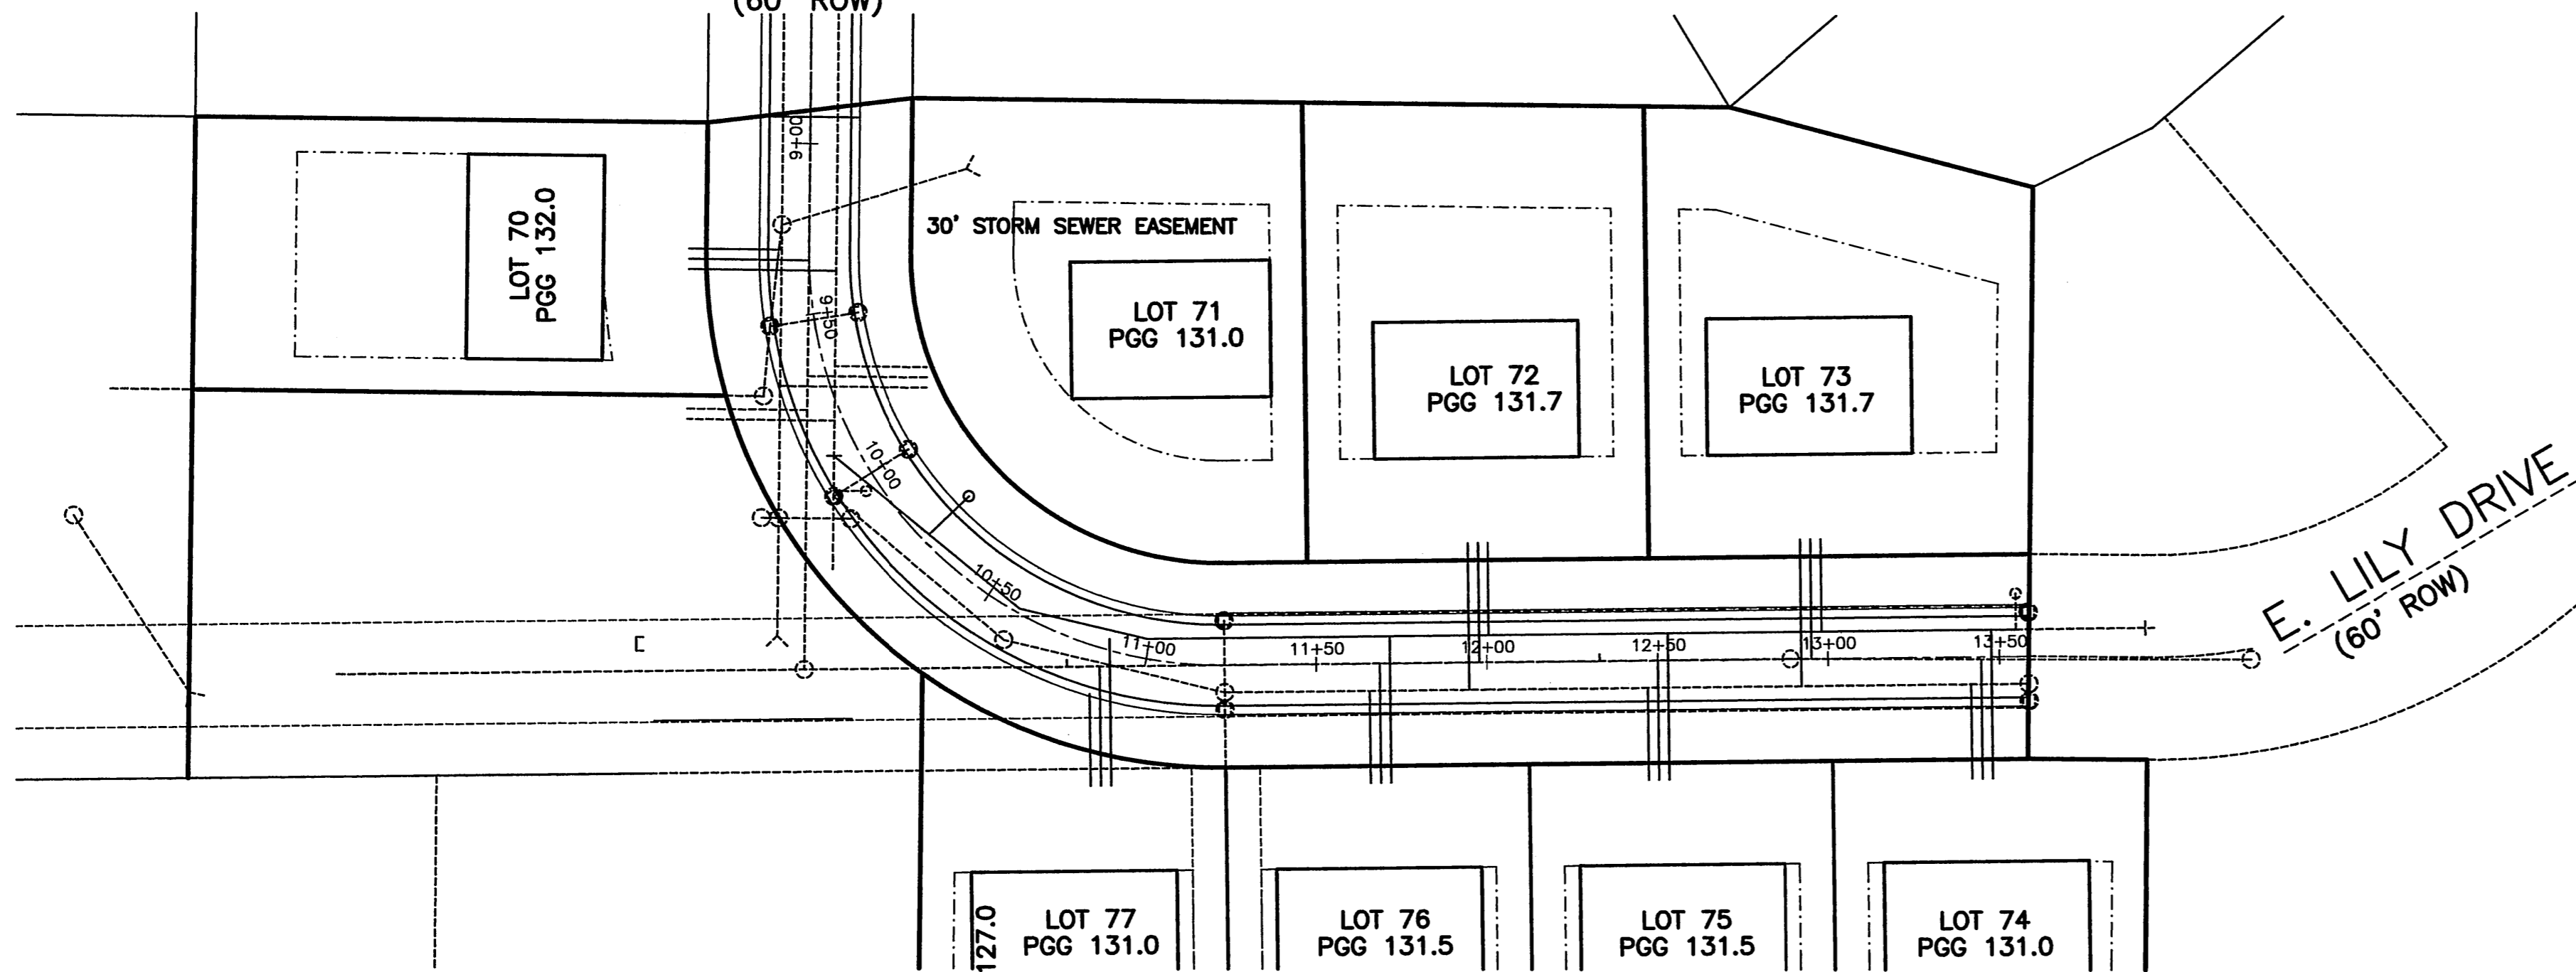 (60' ROW)
9+00
LOT 70
PGG 132.0
30' STORM SEWER EASEMENT
9+50
LOT 71
PGG 131.0
LOT 72
PGG 131.7
LOT 73
PGG 131.7
10+00
10+50
11+00
11+50
12+00
12+50
13+00
13+50
E. LILY DRIVE
(60' ROW)
127.0
LOT 77
PGG 131.0
LOT 76
PGG 131.5
LOT 75
PGG 131.5
LOT 74
PGG 131.0